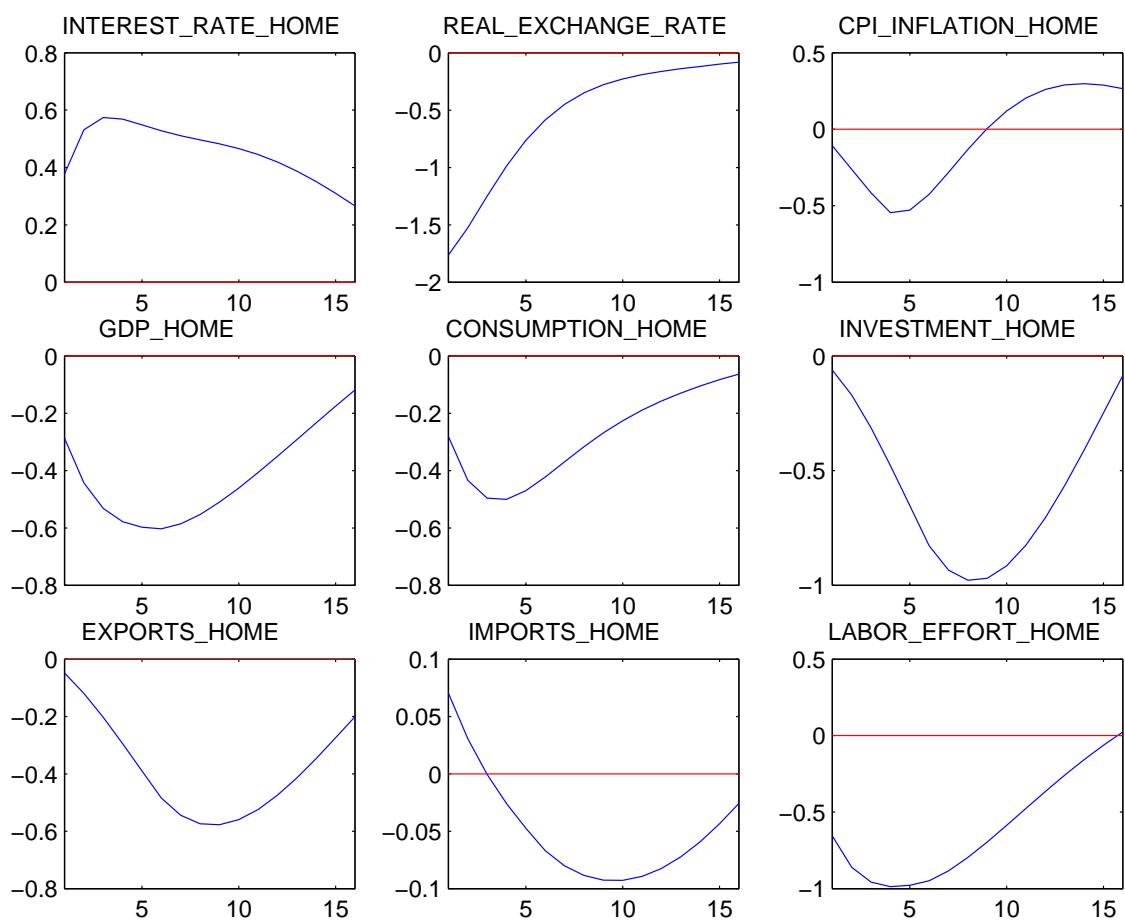 INTEREST_RATE_HOME
0.8
0.6
0.4
0.2
0
5 10 15
REAL_EXCHANGE_RATE
0
−0.5
−1
−1.5
−2
5 10 15
CPI_INFLATION_HOME
0.5
0
−0.5
−1
5 10 15
GDP_HOME
0
−0.2
−0.4
−0.6
−0.8
5 10 15
CONSUMPTION_HOME
0
−0.2
−0.4
−0.6
−0.8
5 10 15
INVESTMENT_HOME
0
−0.5
−1
5 10 15
EXPORTS_HOME
0
−0.2
−0.4
−0.6
−0.8
5 10 15
IMPORTS_HOME
0.1
0.05
0
−0.05
−0.1
5 10 15
LABOR_EFFORT_HOME
0.5
0
−0.5
−1
5 10 15